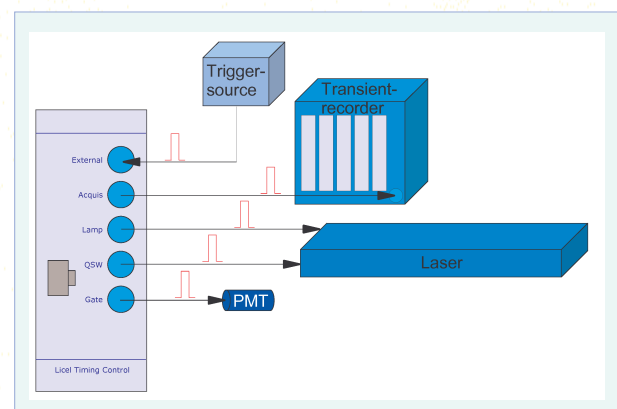 Trigger-
source
Transient-
recorder
External
Acquis
Lamp
QSW
Laser
Gate
PMT
Licel Timing Control